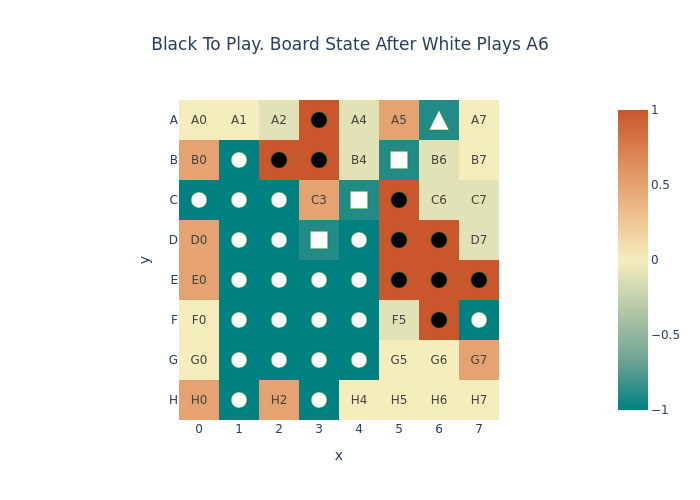 Black To Play. Board State After White Plays A6
A A0 A1 A2 A4 A5 A7
B B0 B4 B6 B7
C C3 C6 C7
D D0 D7
E E0
F F0 F5
G G0 G5 G6 G7
H H0 H2 H4 H5 H6 H7
0 1 2 3 4 5 6 7
x
y
1
0.5
0
−0.5
−1